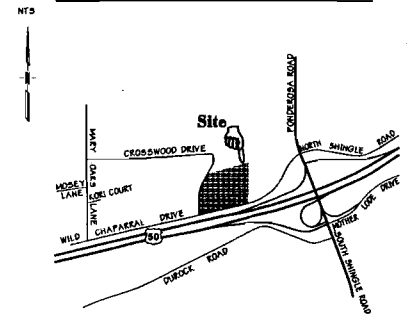 NTS
PONDEROSA ROAD
Site
NORTH SHINGLE ROAD
MARY OAKS LANE
CROSSWOOD DRIVE
MOSEY LANE
KORI COURT
WILD CHAPARRAL DRIVE
50
MOTHER LODE DRIVE
SOUTH SHINGLE ROAD
DUROCK ROAD